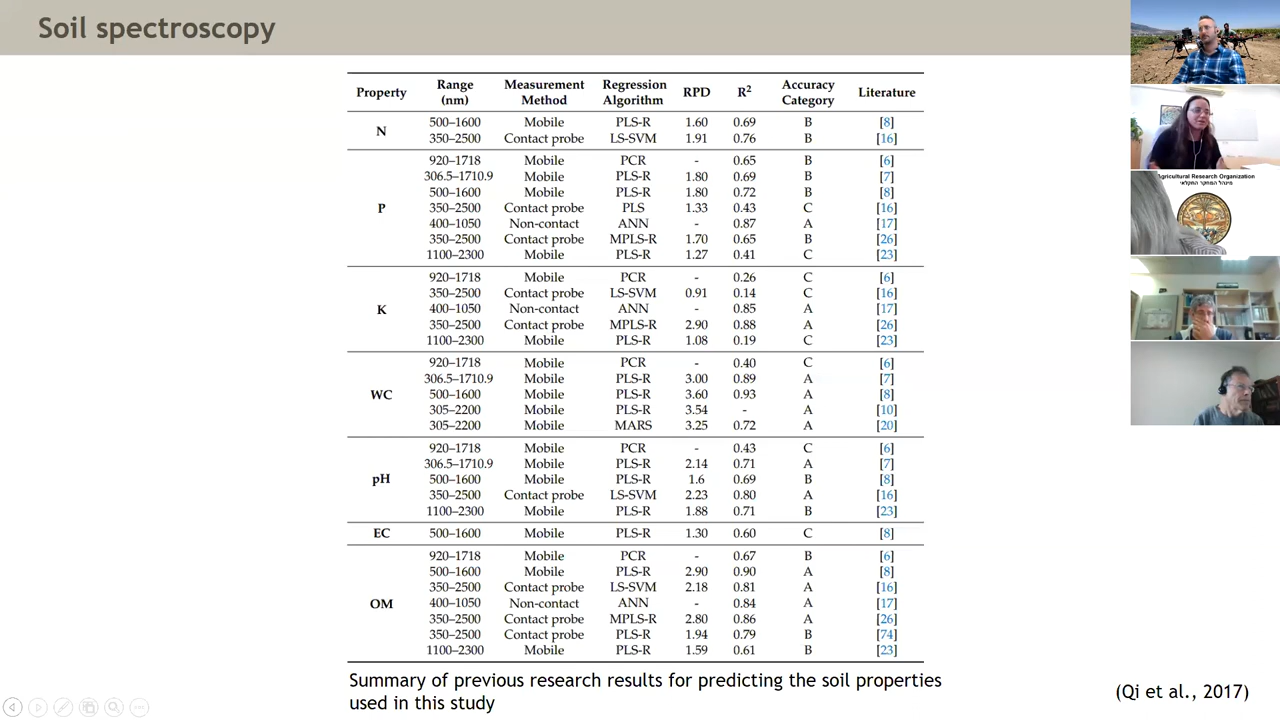 Soil spectroscopy
Property Range (nm) Measurement Method Regression Algorithm RPD R² Accuracy Category Literature
N
500–1600 Mobile PLS-R 1.60 0.69 B [8]
350–2500 Contact probe LS-SVM 1.91 0.76 B [16]
P
920–1718 Mobile PCR - 0.65 B [6]
306.5–1710.9 Mobile PLS-R 1.80 0.69 B [7]
500–1600 Mobile PLS-R 1.80 0.72 B [8]
350–2500 Contact probe PLS 1.33 0.43 C [16]
400–1050 Non-contact ANN - 0.87 A [17]
350–2500 Contact probe MPLS-R 1.70 0.65 B [26]
1100–2300 Mobile PLS-R 1.27 0.41 C [23]
K
920–1718 Mobile PCR - 0.26 C [6]
350–2500 Contact probe LS-SVM 0.91 0.14 C [16]
400–1050 Non-contact ANN - 0.85 A [17]
350–2500 Contact probe MPLS-R 2.90 0.88 A [26]
1100–2300 Mobile PLS-R 1.08 0.19 C [23]
WC
920–1718 Mobile PCR - 0.40 C [6]
306.5–1710.9 Mobile PLS-R 3.00 0.89 A [7]
500–1600 Mobile PLS-R 3.60 0.93 A [8]
305–2200 Mobile PLS-R 3.54 - A [10]
305–2200 Mobile MARS 3.25 0.72 A [20]
pH
920–1718 Mobile PCR - 0.43 C [6]
306.5–1710.9 Mobile PLS-R 2.14 0.71 A [7]
500–1600 Mobile PLS-R 1.6 0.69 B [8]
350–2500 Contact probe LS-SVM 2.23 0.80 A [16]
1100–2300 Mobile PLS-R 1.88 0.71 B [23]
EC 500–1600 Mobile PLS-R 1.30 0.60 C [8]
OM
920–1718 Mobile PCR - 0.67 B [6]
500–1600 Mobile PLS-R 2.90 0.90 A [8]
350–2500 Contact probe LS-SVM 2.18 0.81 A [16]
400–1050 Non-contact ANN - 0.84 A [17]
350–2500 Contact probe MPLS-R 2.80 0.86 A [26]
350–2500 Contact probe PLS-R 1.94 0.79 B [74]
1100–2300 Mobile PLS-R 1.59 0.61 B [23]
Summary of previous research results for predicting the soil properties
used in this study
(Qi et al., 2017)
Agricultural Research Organization
מינהל המחקר החקלאי